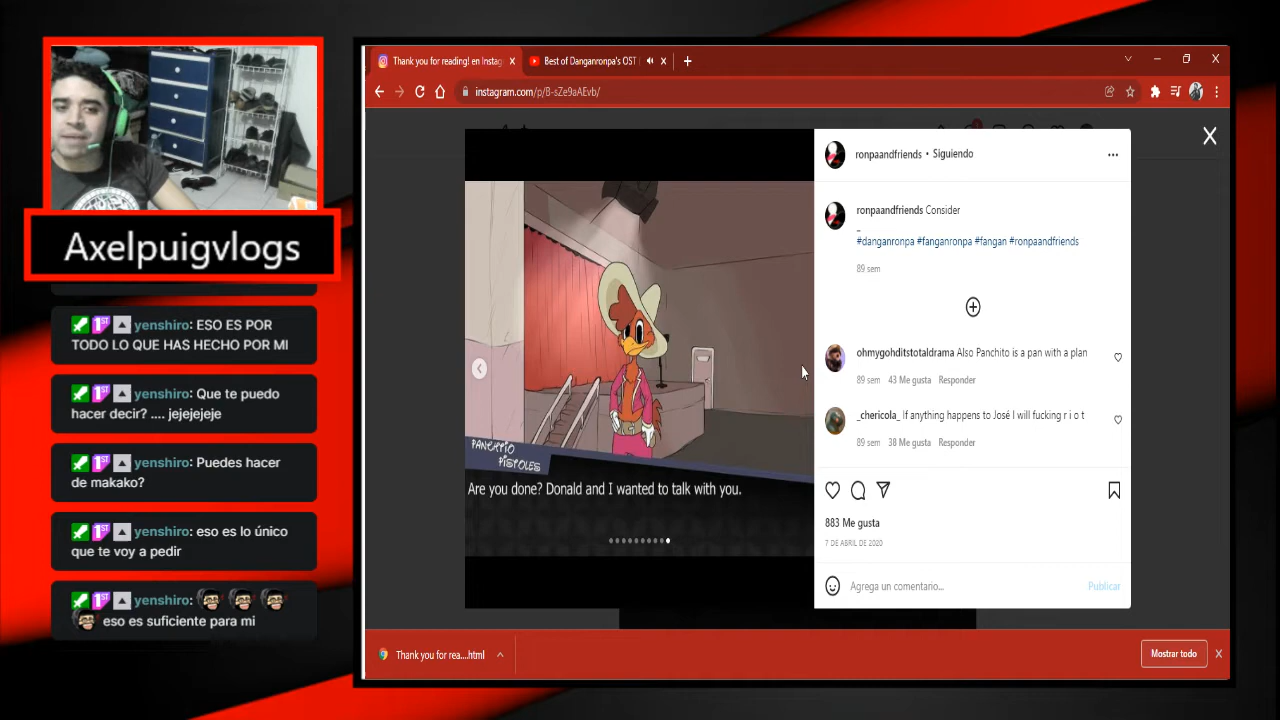 Axelpuigvlogs
yenshiro: ESO ES POR
TODO LO QUE HAS HECHO POR MI
yenshiro: Que te puedo
hacer decir? .... jejejejeje
yenshiro: Puedes hacer
de makako?
yenshiro: eso es lo único
que te voy a pedir
yenshiro:
eso es suficiente para mi
Thank you for reading! en Instag
Best of Danganronpa's OST
instagram.com/p/B-sZe9aAEvb/
PANCHITO
PISTOLES
Are you done? Donald and I wanted to talk with you.
ronpaandfriends • Siguiendo
ronpaandfriends Consider
_
#danganronpa #fanganronpa #fangan #ronpaandfriends
89 sem
ohmygohditstotaldrama Also Panchito is a pan with a plan
89 sem 43 Me gusta Responder
_chericola_ If anything happens to José I will fucking r i o t
89 sem 38 Me gusta Responder
883 Me gusta
7 DE ABRIL DE 2020
Agrega un comentario...
Publicar
Thank you for rea....html
Mostrar todo